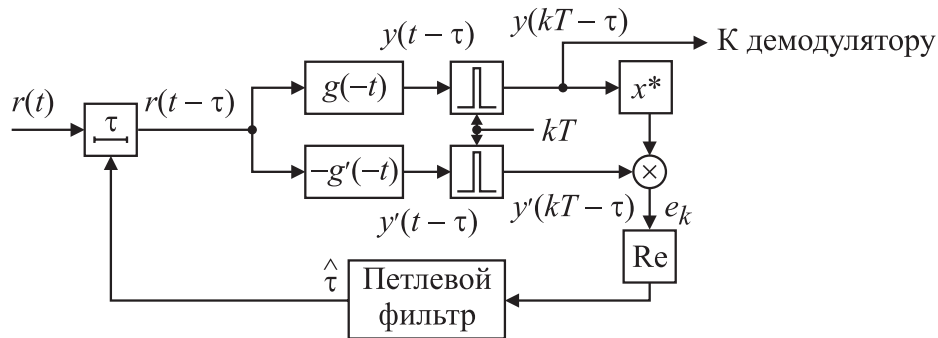 y(t − τ)
y(kT − τ)
К демодулятору
r(t)
τ
r(t − τ)
g(−t)
x*
kT
−g′(−t)
×
y′(t − τ)
y′(kT − τ)
e_k
Re
τ̂
Петлевой
фильтр